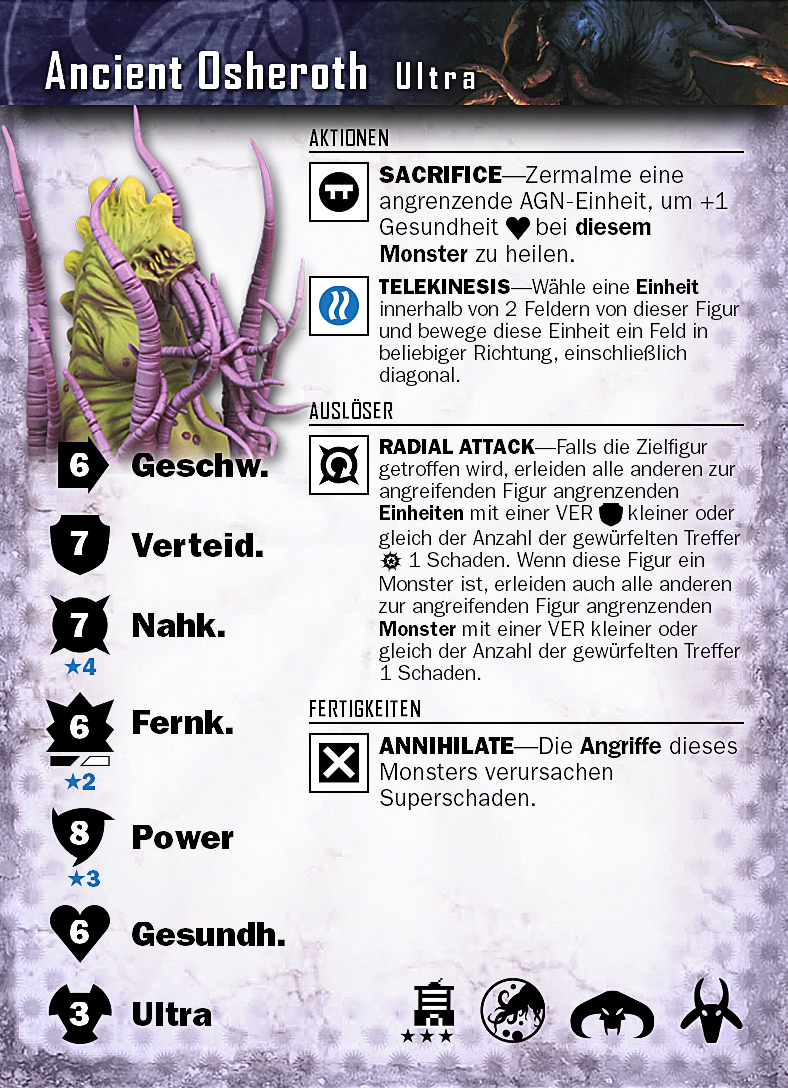 Ancient Osheroth Ultra
AKTIONEN
SACRIFICE—Zermalme eine
angrenzende AGN-Einheit, um +1
Gesundheit bei diesem
Monster zu heilen.
TELEKINESIS—Wähle eine Einheit
innerhalb von 2 Feldern von dieser Figur
und bewege diese Einheit ein Feld in
beliebiger Richtung, einschließlich
diagonal.
AUSLÖSER
RADIAL ATTACK—Falls die Zielfigur
getroffen wird, erleiden alle anderen zur
angreifenden Figur angrenzenden
Einheiten mit einer VER kleiner oder
gleich der Anzahl der gewürfelten Treffer
1 Schaden. Wenn diese Figur ein
Monster ist, erleiden auch alle anderen
zur angreifenden Figur angrenzenden
Monster mit einer VER kleiner oder
gleich der Anzahl der gewürfelten Treffer
1 Schaden.
FERTIGKEITEN
ANNIHILATE—Die Angriffe dieses
Monsters verursachen
Superschaden.
6 Geschw.
7 Verteid.
7 Nahk.
★4
6 Fernk.
★2
8 Power
★3
6 Gesundh.
3 Ultra
★★★